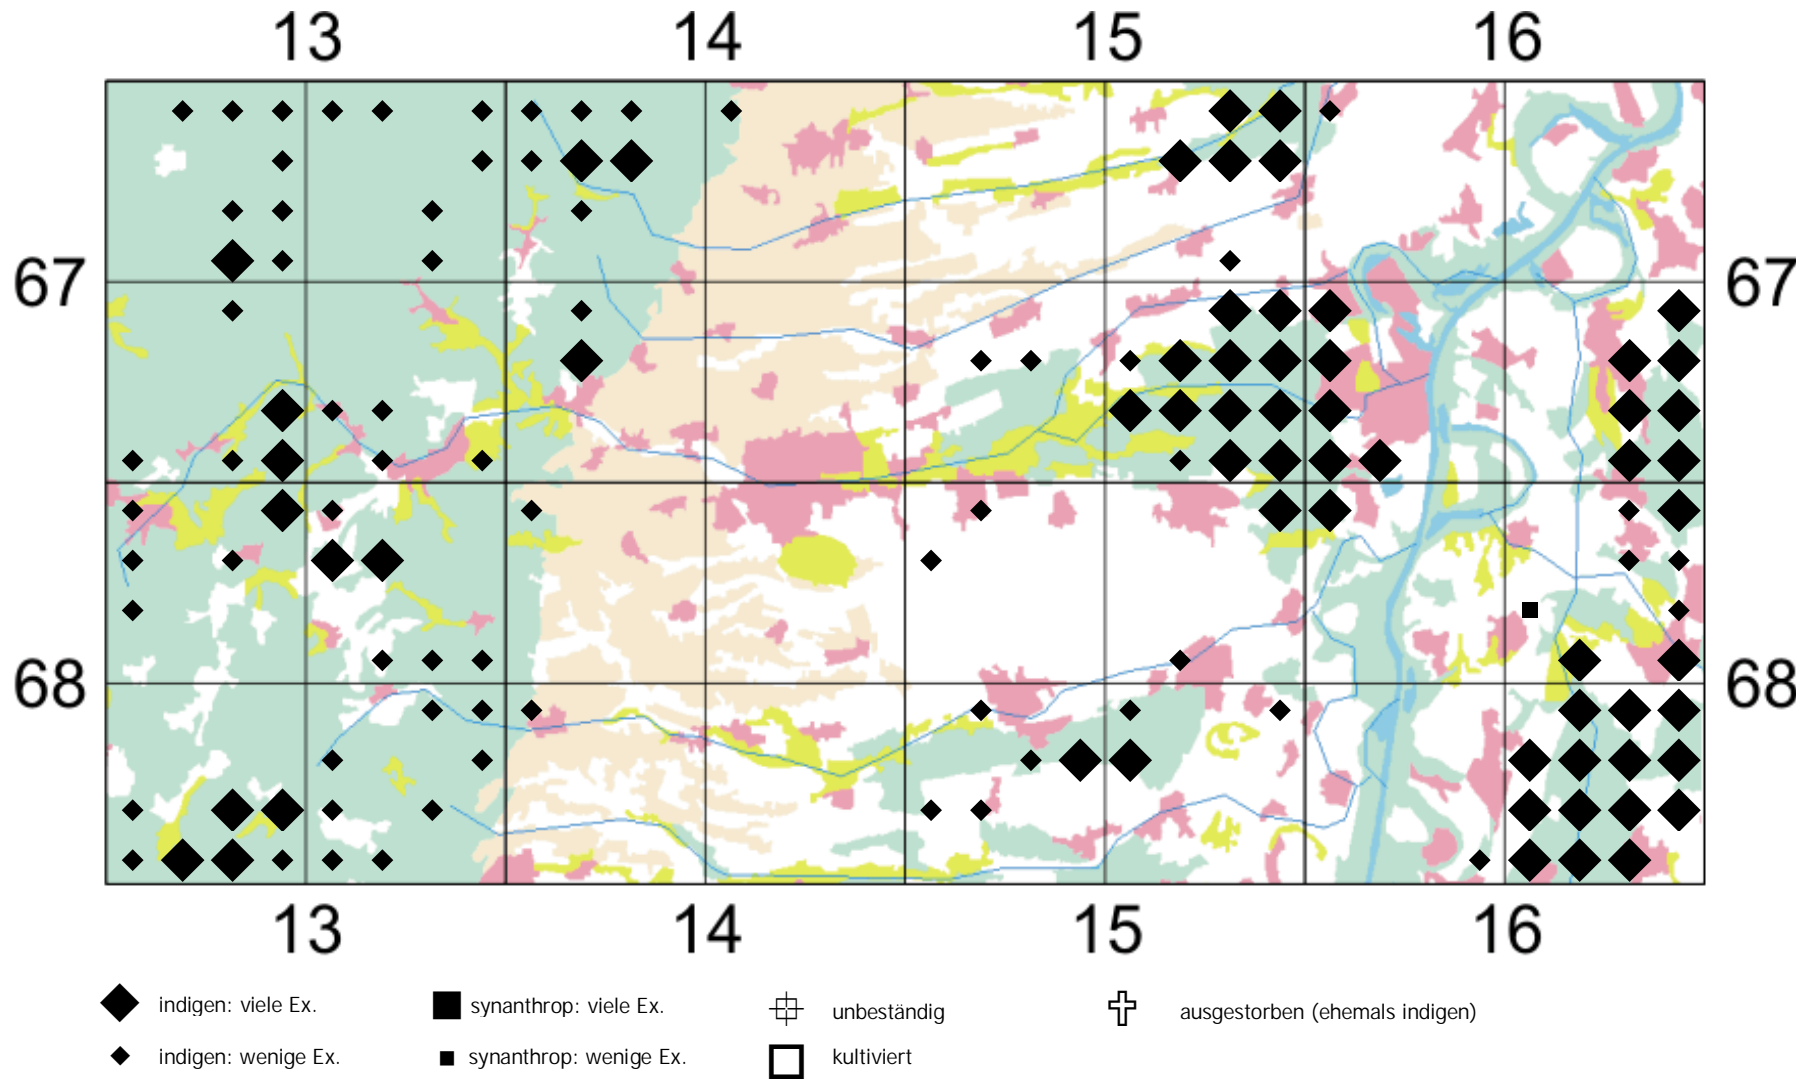 13 14 15 16
67 67
68 68
13 14 15 16
indigen: viele Ex. synanthrop: viele Ex. unbeständig ausgestorben (ehemals indigen)
indigen: wenige Ex. synanthrop: wenige Ex. kultiviert